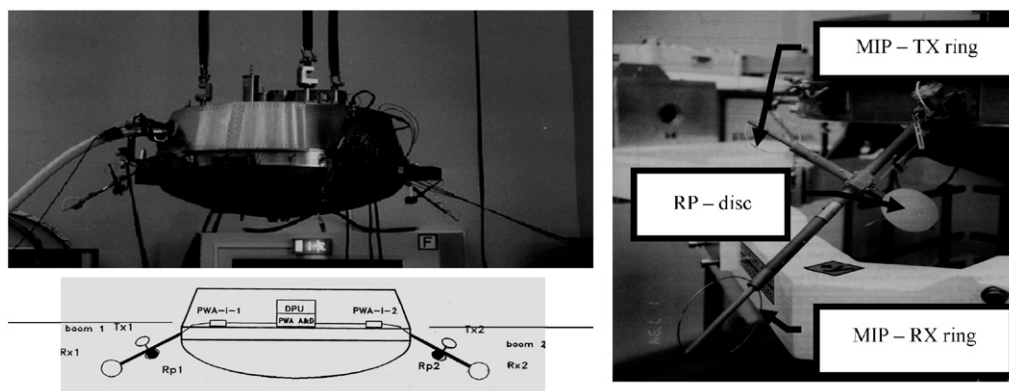 F
PWA-I-1
DPU
PWA A&D
PWA-I-2
boom 1
Tx1
Rx1
Rp1
Tx2
boom 2
Rp2
Rx2
MIP – TX ring
RP – disc
MIP – RX ring